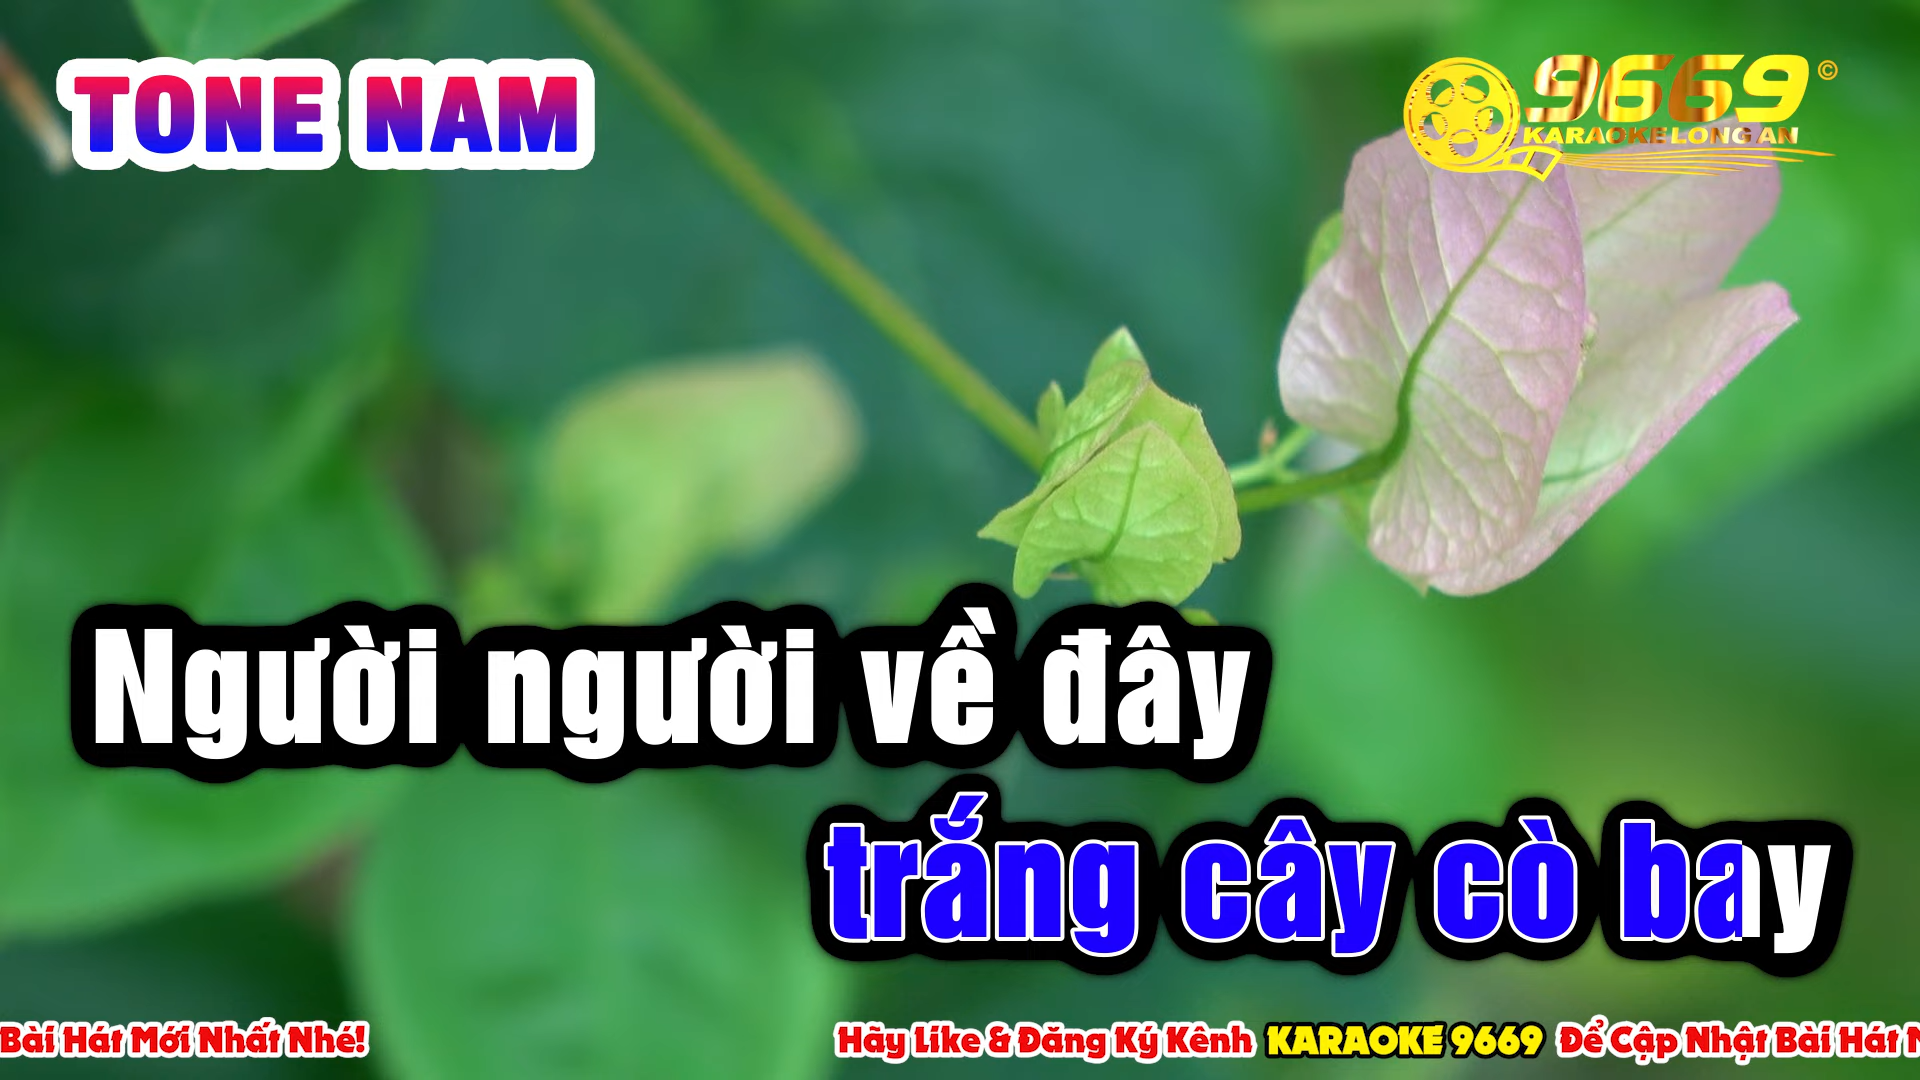 TONE NAM
9669©
KARAOKE LONG AN
Người người về đây
trắng cây cò bay
Bài Hát Mới Nhất Nhé! Hãy Like & Đăng Ký Kênh KARAOKE 9669 Để Cập Nhật Bài Hát